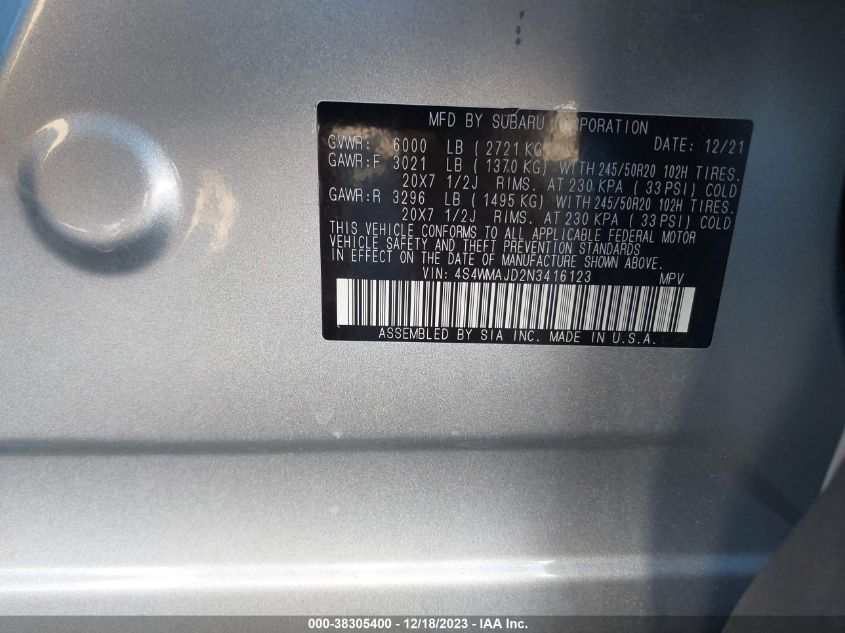 MFD BY SUBARU CORPORATION
GVWR: 6000 LB ( 2721 KG) DATE: 12/21
GAWR:F 3021 LB ( 1370 KG) WITH 245/50R20 102H TIRES.
20X7 1/2J RIMS. AT 230 KPA ( 33 PSI) COLD
GAWR:R 3296 LB ( 1495 KG) WITH 245/50R20 102H TIRES.
20X7 1/2J RIMS. AT 230 KPA ( 33 PSI) COLD
THIS VEHICLE CONFORMS TO ALL APPLICABLE FEDERAL MOTOR
VEHICLE SAFETY AND THEFT PREVENTION STANDARDS
IN EFFECT ON THE DATE OF MANUFACTURE SHOWN ABOVE.
VIN: 4S4WMAJD2N3416123 MPV
ASSEMBLED BY SIA INC. MADE IN U.S.A.
000-38305400 - 12/18/2023 - IAA Inc.